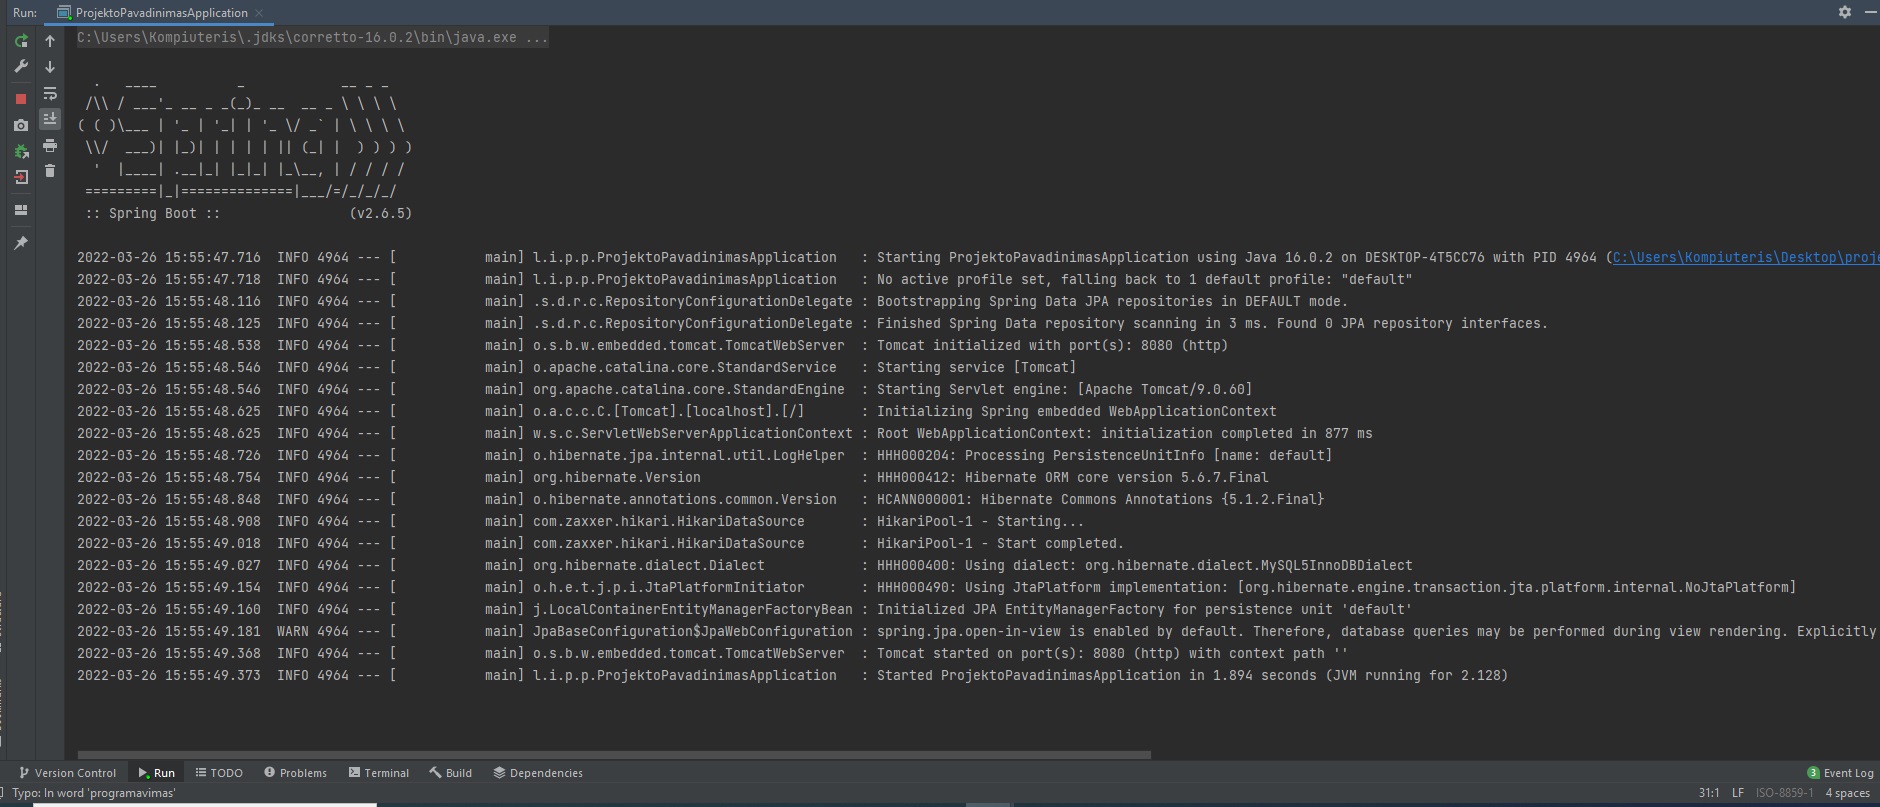 Run: ProjektoPavadinimasApplication
C:\Users\Kompiuteris\.jdks\corretto-16.0.2\bin\java.exe ...
  .   ____          _            __ _ _
 /\\ / ___'_ __ _ _(_)_ __  __ _ \ \ \ \
( ( )\___ | '_ | '_| | '_ \/ _` | \ \ \ \
 \\/  ___)| |_)| | | | | || (_| |  ) ) ) )
  '  |____| .__|_| |_|_| |_\__, | / / / /
 =========|_|==============|___/=/_/_/_/
 :: Spring Boot ::                (v2.6.5)
2022-03-26 15:55:47.716  INFO 4964 --- [           main] l.i.p.p.ProjektoPavadinimasApplication   : Starting ProjektoPavadinimasApplication using Java 16.0.2 on DESKTOP-4T5CC76 with PID 4964 (C:\Users\Kompiuteris\Desktop\proje
2022-03-26 15:55:47.718  INFO 4964 --- [           main] l.i.p.p.ProjektoPavadinimasApplication   : No active profile set, falling back to 1 default profile: "default"
2022-03-26 15:55:48.116  INFO 4964 --- [           main] .s.d.r.c.RepositoryConfigurationDelegate : Bootstrapping Spring Data JPA repositories in DEFAULT mode.
2022-03-26 15:55:48.125  INFO 4964 --- [           main] .s.d.r.c.RepositoryConfigurationDelegate : Finished Spring Data repository scanning in 3 ms. Found 0 JPA repository interfaces.
2022-03-26 15:55:48.538  INFO 4964 --- [           main] o.s.b.w.embedded.tomcat.TomcatWebServer  : Tomcat initialized with port(s): 8080 (http)
2022-03-26 15:55:48.546  INFO 4964 --- [           main] o.apache.catalina.core.StandardService   : Starting service [Tomcat]
2022-03-26 15:55:48.546  INFO 4964 --- [           main] org.apache.catalina.core.StandardEngine  : Starting Servlet engine: [Apache Tomcat/9.0.60]
2022-03-26 15:55:48.625  INFO 4964 --- [           main] o.a.c.c.C.[Tomcat].[localhost].[/]       : Initializing Spring embedded WebApplicationContext
2022-03-26 15:55:48.625  INFO 4964 --- [           main] w.s.c.ServletWebServerApplicationContext : Root WebApplicationContext: initialization completed in 877 ms
2022-03-26 15:55:48.726  INFO 4964 --- [           main] o.hibernate.jpa.internal.util.LogHelper  : HHH000204: Processing PersistenceUnitInfo [name: default]
2022-03-26 15:55:48.754  INFO 4964 --- [           main] org.hibernate.Version                    : HHH000412: Hibernate ORM core version 5.6.7.Final
2022-03-26 15:55:48.848  INFO 4964 --- [           main] o.hibernate.annotations.common.Version   : HCANN000001: Hibernate Commons Annotations {5.1.2.Final}
2022-03-26 15:55:48.908  INFO 4964 --- [           main] com.zaxxer.hikari.HikariDataSource       : HikariPool-1 - Starting...
2022-03-26 15:55:49.018  INFO 4964 --- [           main] com.zaxxer.hikari.HikariDataSource       : HikariPool-1 - Start completed.
2022-03-26 15:55:49.027  INFO 4964 --- [           main] org.hibernate.dialect.Dialect            : HHH000400: Using dialect: org.hibernate.dialect.MySQL5InnoDBDialect
2022-03-26 15:55:49.154  INFO 4964 --- [           main] o.h.e.t.j.p.i.JtaPlatformInitiator       : HHH000490: Using JtaPlatform implementation: [org.hibernate.engine.transaction.jta.platform.internal.NoJtaPlatform]
2022-03-26 15:55:49.160  INFO 4964 --- [           main] j.LocalContainerEntityManagerFactoryBean : Initialized JPA EntityManagerFactory for persistence unit 'default'
2022-03-26 15:55:49.181  WARN 4964 --- [           main] JpaBaseConfiguration$JpaWebConfiguration : spring.jpa.open-in-view is enabled by default. Therefore, database queries may be performed during view rendering. Explicitly
2022-03-26 15:55:49.368  INFO 4964 --- [           main] o.s.b.w.embedded.tomcat.TomcatWebServer  : Tomcat started on port(s): 8080 (http) with context path ''
2022-03-26 15:55:49.373  INFO 4964 --- [           main] l.i.p.p.ProjektoPavadinimasApplication   : Started ProjektoPavadinimasApplication in 1.894 seconds (JVM running for 2.128)
Version Control Run TODO Problems Terminal Build Dependencies 3 Event Log
Typo: In word 'programavimas' 31:1 LF ISO-8859-1 4 spaces